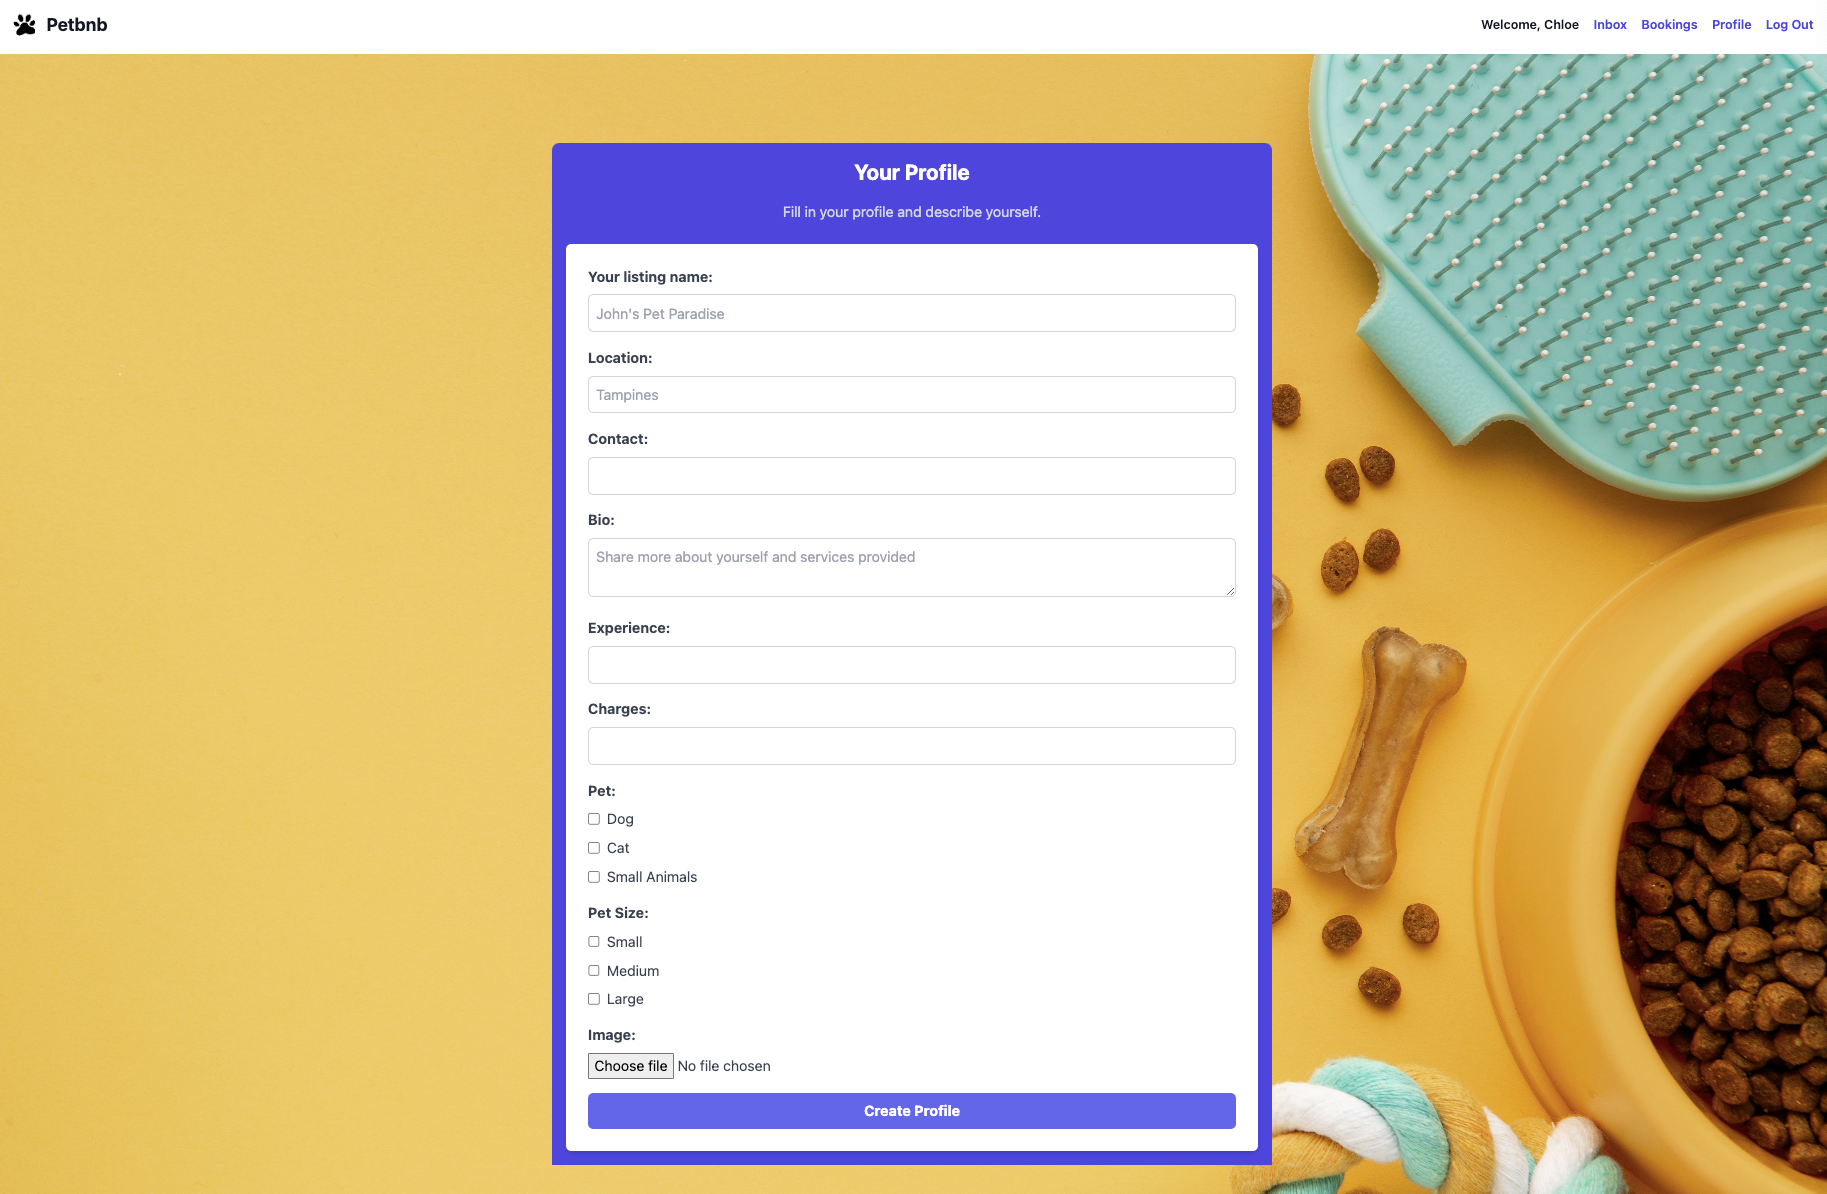 Petbnb
Welcome, Chloe Inbox Bookings Profile Log Out
Your Profile
Fill in your profile and describe yourself.
Your listing name:
John's Pet Paradise
Location:
Tampines
Contact:
Bio:
Share more about yourself and services provided
Experience:
Charges:
Pet:
Dog
Cat
Small Animals
Pet Size:
Small
Medium
Large
Image:
Choose file No file chosen
Create Profile